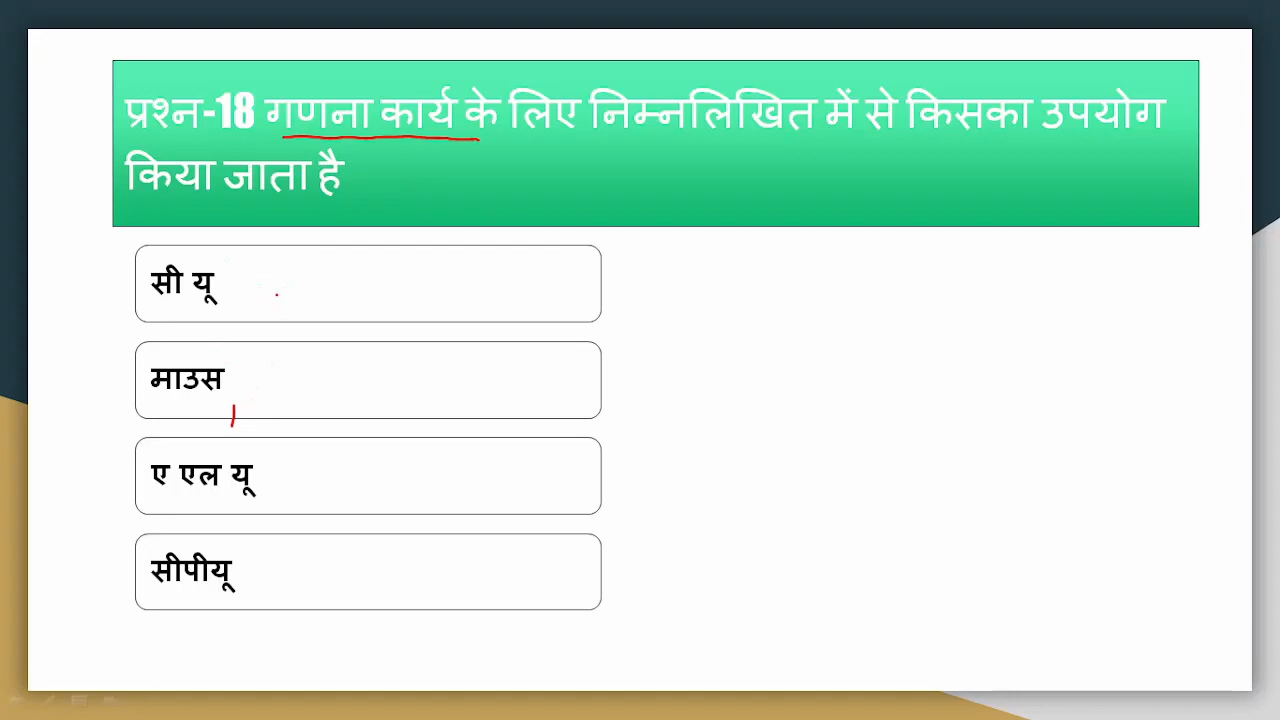 प्रश्न-18 गणना कार्य के लिए निम्नलिखित में से किसका उपयोग
किया जाता है
सी यू
माउस
ए एल यू
सीपीयू